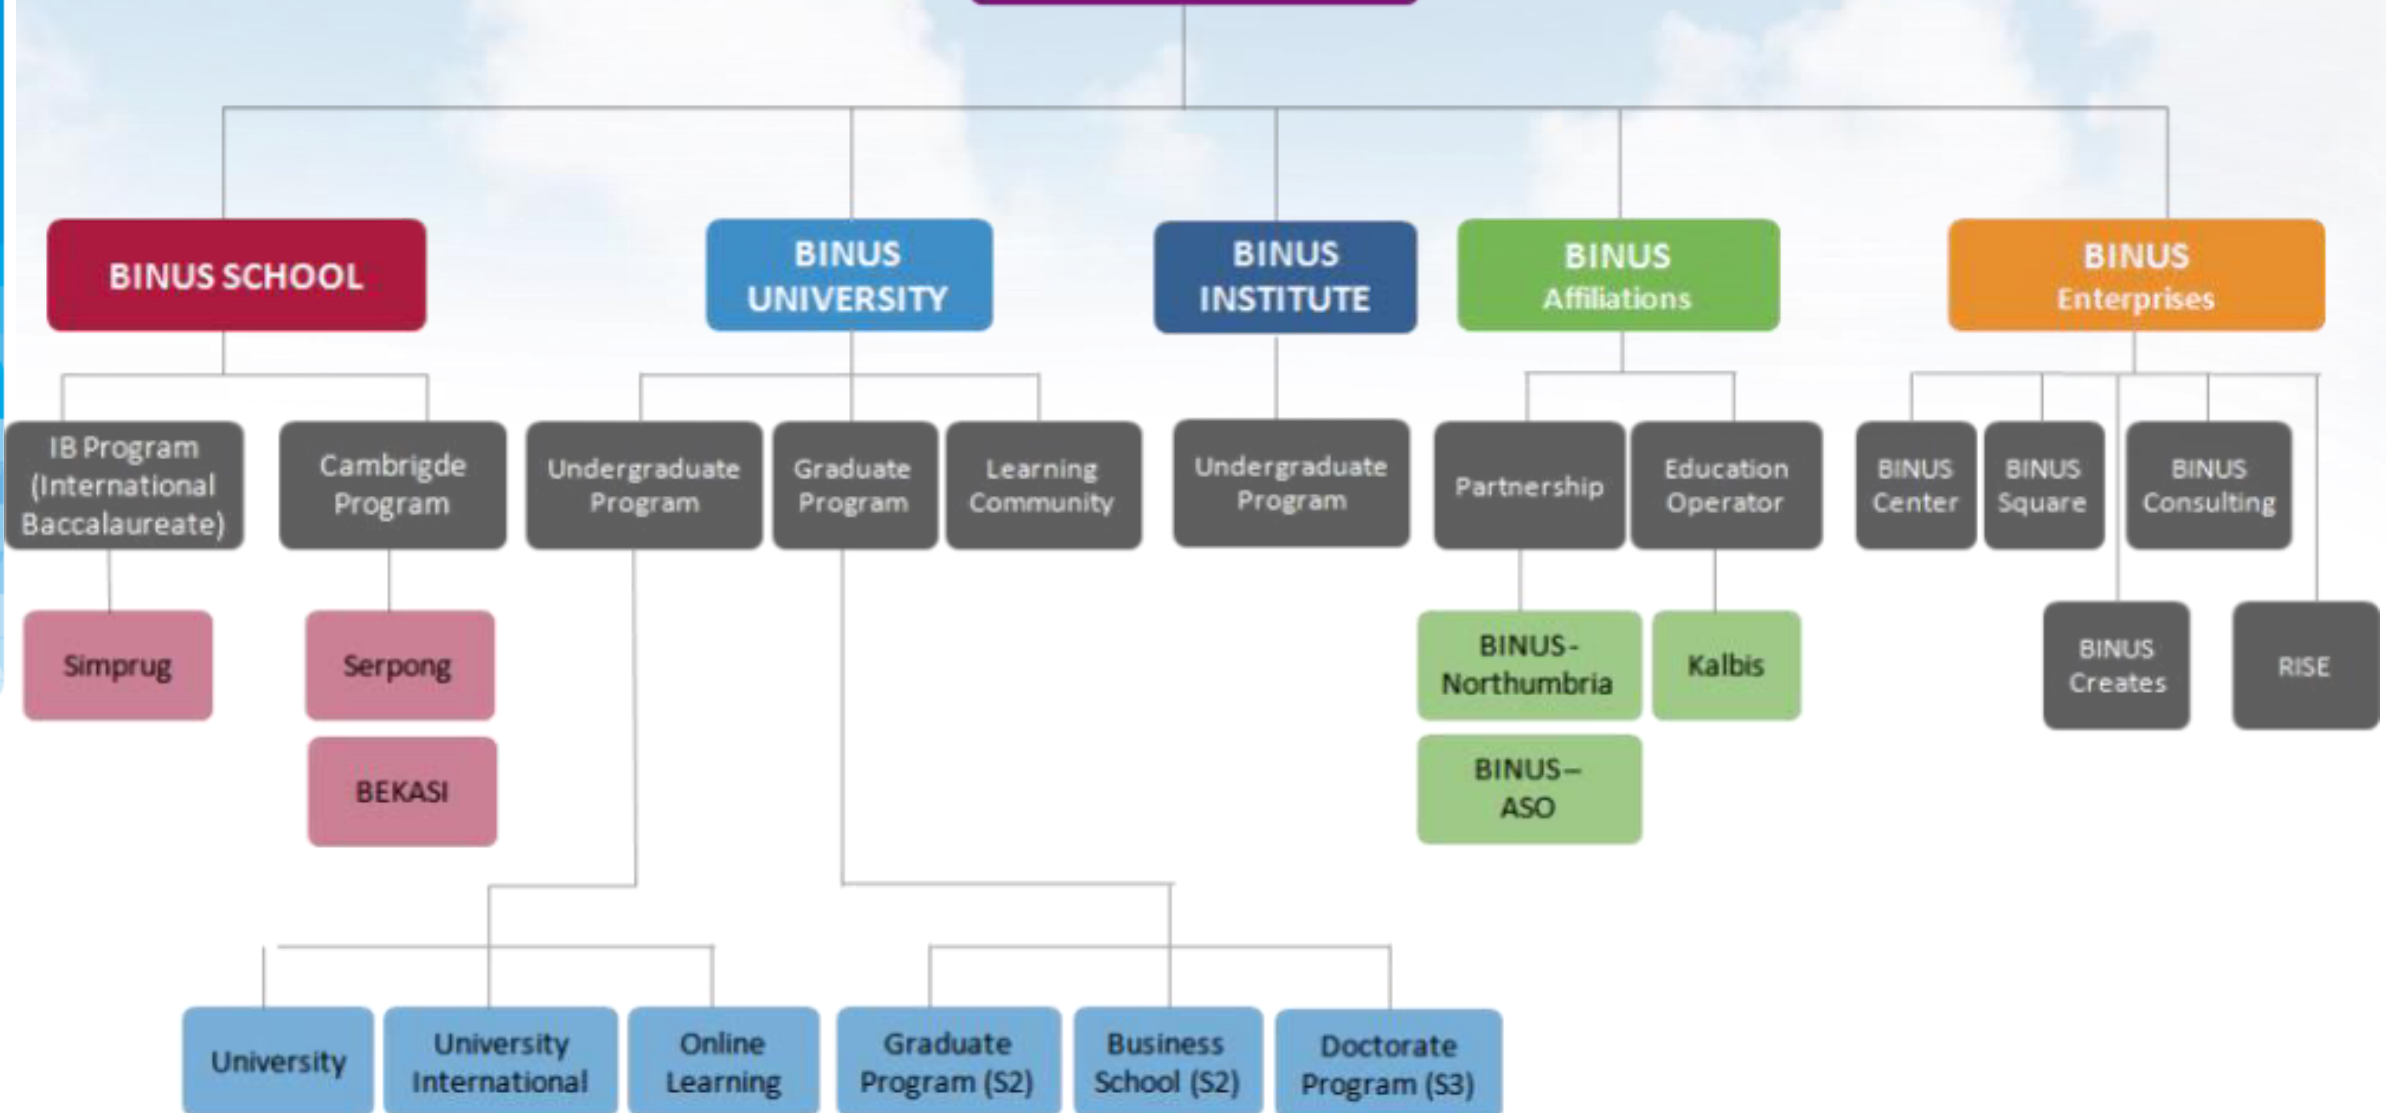 BINUS SCHOOL
BINUS
UNIVERSITY
BINUS
INSTITUTE
BINUS
Affiliations
BINUS
Enterprises
IB Program
(International
Baccalaureate)
Cambrigde
Program
Undergraduate
Program
Graduate
Program
Learning
Community
Undergraduate
Program
Partnership
Education
Operator
BINUS
Center
BINUS
Square
BINUS
Consulting
Simprug
Serpong
BEKASI
BINUS-
Northumbria
Kalbis
BINUS–
ASO
BINUS
Creates
RISE
University
University
International
Online
Learning
Graduate
Program (S2)
Business
School (S2)
Doctorate
Program (S3)